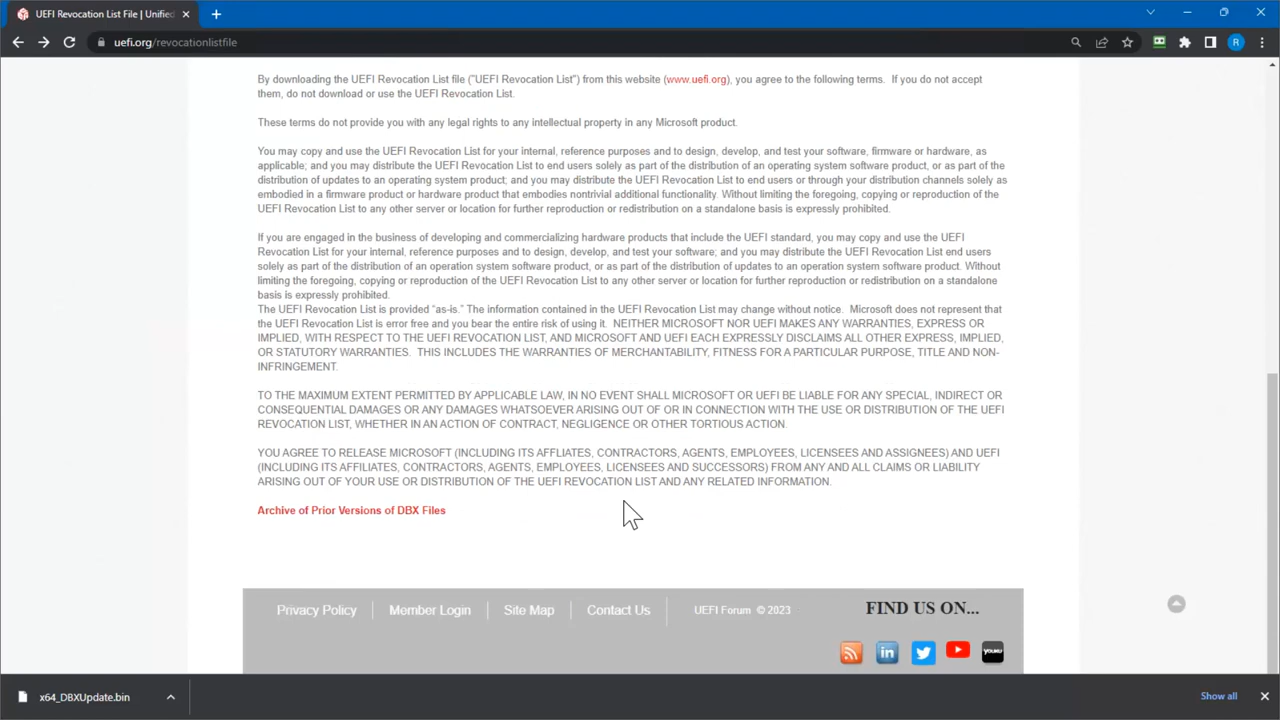 UEFI Revocation List File | Unified
uefi.org/revocationlistfile
R
By downloading the UEFI Revocation List file ("UEFI Revocation List") from this website (www.uefi.org), you agree to the following terms.  If you do not accept
them, do not download or use the UEFI Revocation List.
These terms do not provide you with any legal rights to any intellectual property in any Microsoft product.
You may copy and use the UEFI Revocation List for your internal, reference purposes and to design, develop, and test your software, firmware or hardware, as
applicable; and you may distribute the UEFI Revocation List to end users solely as part of the distribution of an operating system software product, or as part of the
distribution of updates to an operating system product; and you may distribute the UEFI Revocation List to end users or through your distribution channels solely as
embodied in a firmware product or hardware product that embodies nontrivial additional functionality. Without limiting the foregoing, copying or reproduction of the
UEFI Revocation List to any other server or location for further reproduction or redistribution on a standalone basis is expressly prohibited.
If you are engaged in the business of developing and commercializing hardware products that include the UEFI standard, you may copy and use the UEFI
Revocation List for your internal, reference purposes and to design, develop, and test your software; and you may distribute the UEFI Revocation List end users
solely as part of the distribution of an operation system software product, or as part of the distribution of updates to an operation system software product. Without
limiting the foregoing, copying or reproduction of the UEFI Revocation List to any other server or location for further reproduction or redistribution on a standalone
basis is expressly prohibited.
The UEFI Revocation List is provided “as-is.” The information contained in the UEFI Revocation List may change without notice.  Microsoft does not represent that
the UEFI Revocation List is error free and you bear the entire risk of using it.  NEITHER MICROSOFT NOR UEFI MAKES ANY WARRANTIES, EXPRESS OR
IMPLIED, WITH RESPECT TO THE UEFI REVOCATION LIST, AND MICROSOFT AND UEFI EACH EXPRESSLY DISCLAIMS ALL OTHER EXPRESS, IMPLIED,
OR STATUTORY WARRANTIES.  THIS INCLUDES THE WARRANTIES OF MERCHANTABILITY, FITNESS FOR A PARTICULAR PURPOSE, TITLE AND NON-
INFRINGEMENT.
TO THE MAXIMUM EXTENT PERMITTED BY APPLICABLE LAW, IN NO EVENT SHALL MICROSOFT OR UEFI BE LIABLE FOR ANY SPECIAL, INDIRECT OR
CONSEQUENTIAL DAMAGES OR ANY DAMAGES WHATSOEVER ARISING OUT OF OR IN CONNECTION WITH THE USE OR DISTRIBUTION OF THE UEFI
REVOCATION LIST, WHETHER IN AN ACTION OF CONTRACT, NEGLIGENCE OR OTHER TORTIOUS ACTION.
YOU AGREE TO RELEASE MICROSOFT (INCLUDING ITS AFFLIATES, CONTRACTORS, AGENTS, EMPLOYEES, LICENSEES AND ASSIGNEES) AND UEFI
(INCLUDING ITS AFFILIATES, CONTRACTORS, AGENTS, EMPLOYEES, LICENSEES AND SUCCESSORS) FROM ANY AND ALL CLAIMS OR LIABILITY
ARISING OUT OF YOUR USE OR DISTRIBUTION OF THE UEFI REVOCATION LIST AND ANY RELATED INFORMATION.
Archive of Prior Versions of DBX Files
Privacy Policy
Member Login
Site Map
Contact Us
UEFI Forum © 2023
FIND US ON...
YOUKU
x64_DBXUpdate.bin
Show all